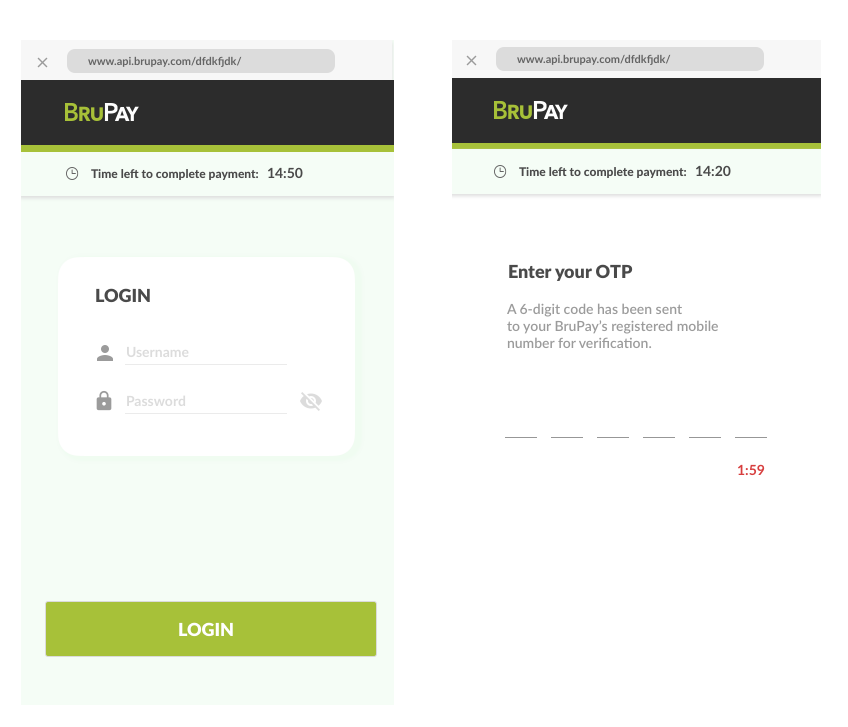 www.api.brupay.com/dfdkfjdk/
BRUPAY
Time left to complete payment: 14:50
LOGIN
Username
Password
LOGIN
www.api.brupay.com/dfdkfjdk/
BRUPAY
Time left to complete payment: 14:20
Enter your OTP
A 6-digit code has been sent
to your BruPay's registered mobile
number for verification.
1:59